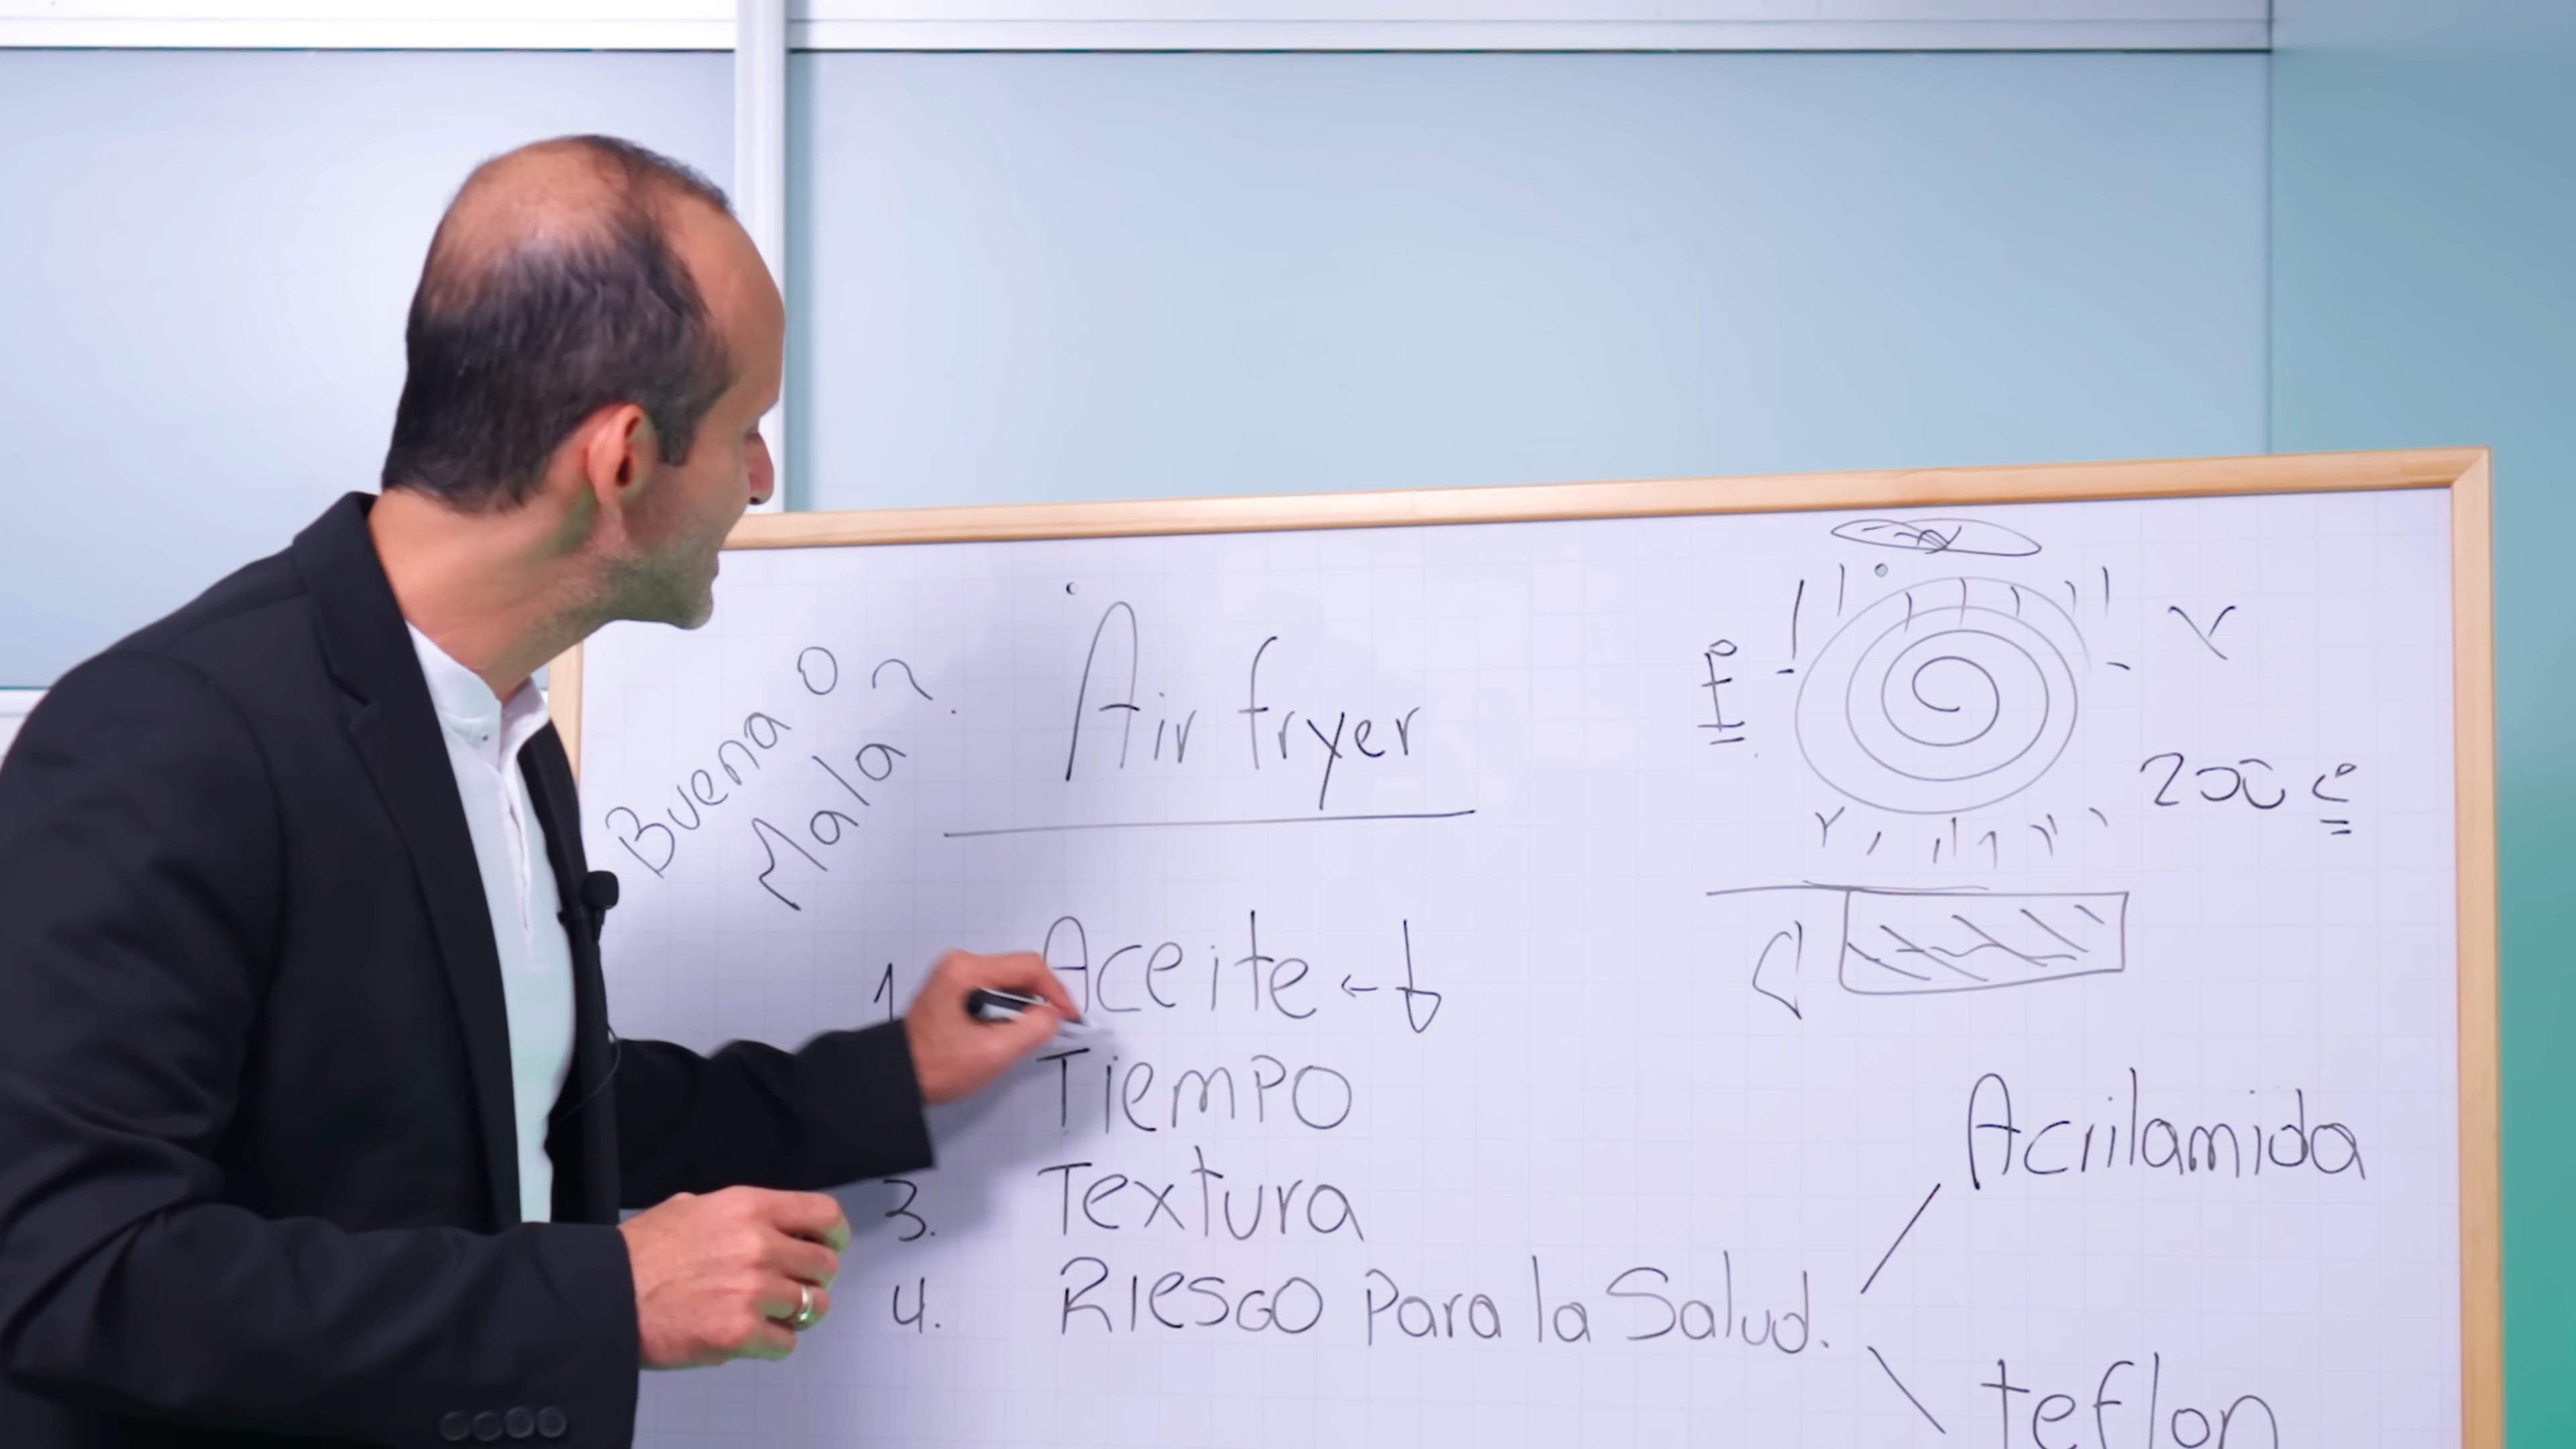 Buena o
Mala ?
Air fryer
200 c
1 Aceite ←
Tiempo
3. Textura
4. Riesgo Para la Salud.
Acrilamida
teflon